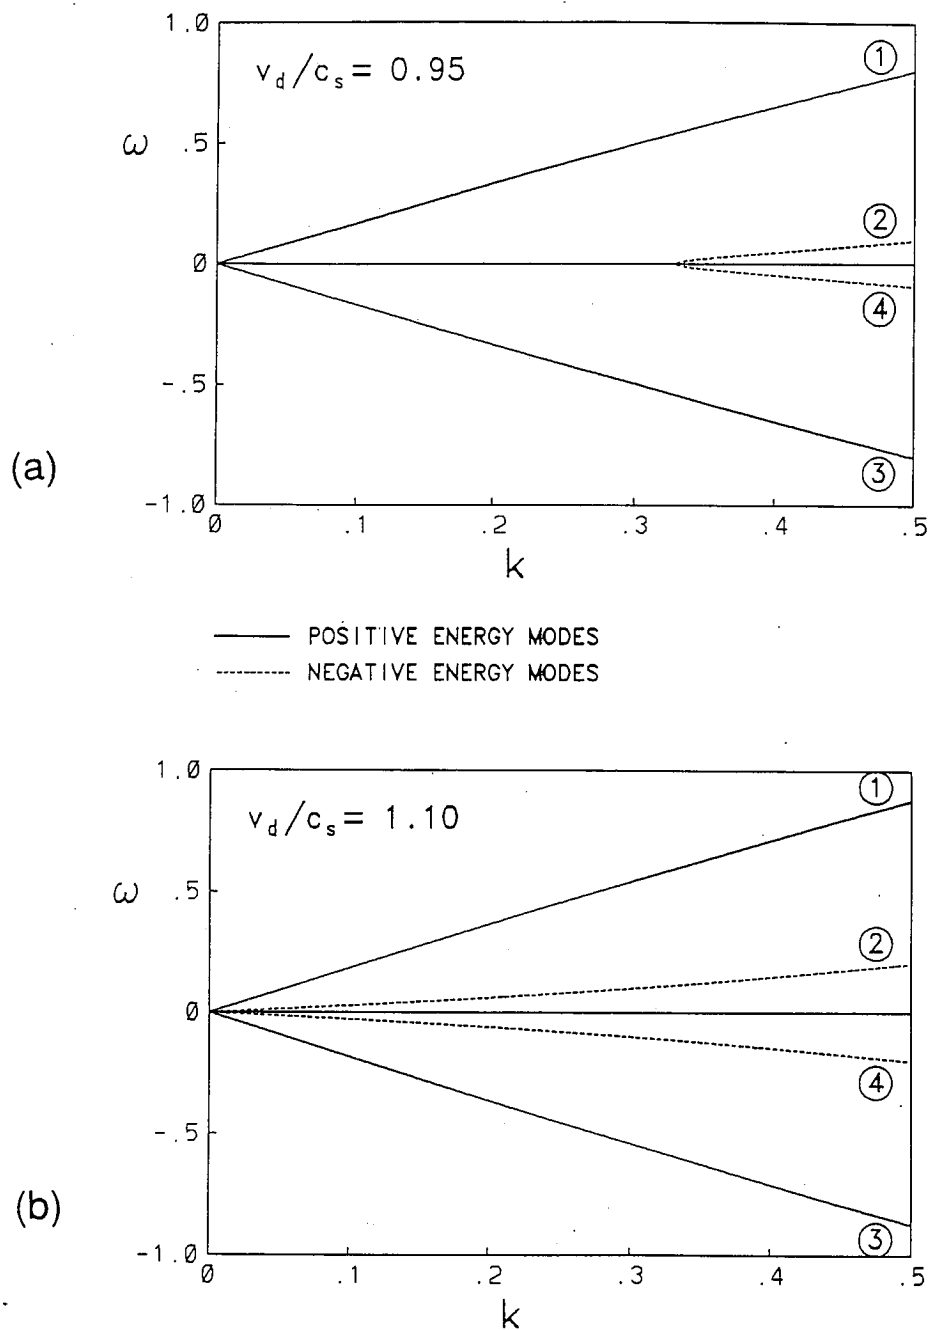 1.0
v_d/c_s = 0.95
①
.5
ω
②
0
④
-.5
(a)
③
-1.0
0 .1 .2 .3 .4 .5
k
POSITIVE ENERGY MODES
NEGATIVE ENERGY MODES
1.0
①
v_d/c_s = 1.10
.5
ω
②
0
④
-.5
(b)
③
-1.0
0 .1 .2 .3 .4 .5
k